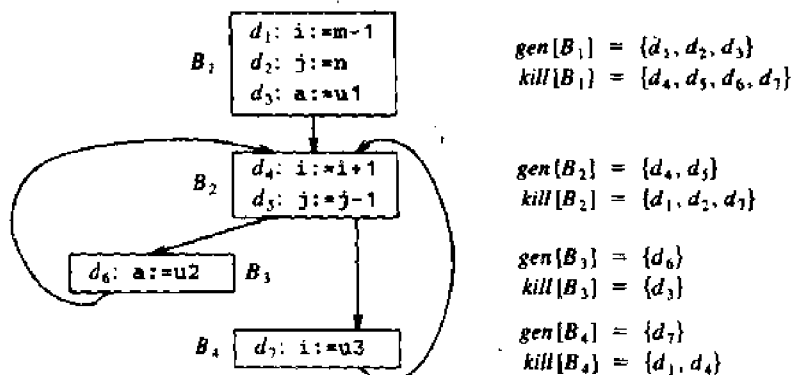 d₁: i:=m-1
d₂: j:=n
d₃: a:=u1
B₁
gen[B₁] = {d₁, d₂, d₃}
kill[B₁] = {d₄, d₅, d₆, d₇}
d₄: i:=i+1
d₅: j:=j-1
B₂
gen[B₂] = {d₄, d₅}
kill[B₂] = {d₁, d₂, d₇}
d₆: a:=u2
B₃
gen[B₃] = {d₆}
kill[B₃] = {d₃}
B₄
d₇: i:=u3
gen[B₄] = {d₇}
kill[B₄] = {d₁, d₄}